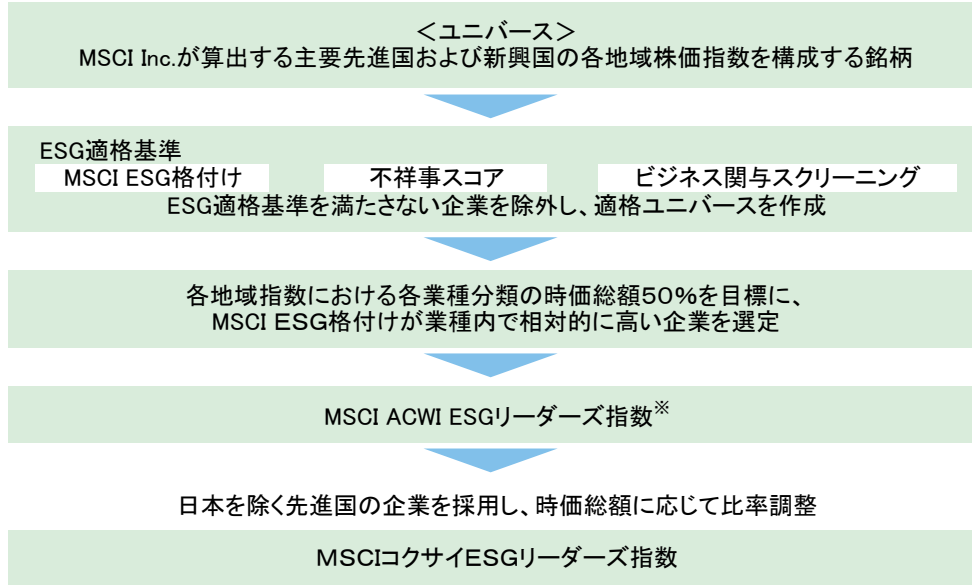 ＜ユニバース＞
MSCI Inc.が算出する主要先進国および新興国の各地域株価指数を構成する銘柄
ESG適格基準
MSCI ESG格付け
不祥事スコア
ビジネス関与スクリーニング
ESG適格基準を満たさない企業を除外し、適格ユニバースを作成
各地域指数における各業種分類の時価総額５０％を目標に、
MSCI ＥＳＧ格付けが業種内で相対的に高い企業を選定
MSCI ACWI ESGリーダーズ指数※
日本を除く先進国の企業を採用し、時価総額に応じて比率調整
ＭＳＣＩコクサイＥＳＧリーダーズ指数